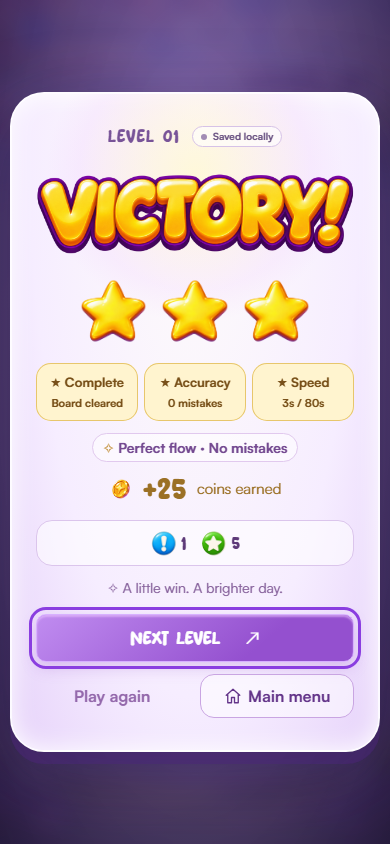 LEVEL 01 Saved locally
VICTORY!
★ Complete ★ Accuracy ★ Speed
Board cleared 0 mistakes 3s / 80s
✧ Perfect flow · No mistakes
+25 coins earned
1 5
✧ A little win. A brighter day.
NEXT LEVEL ↗
Play again Main menu